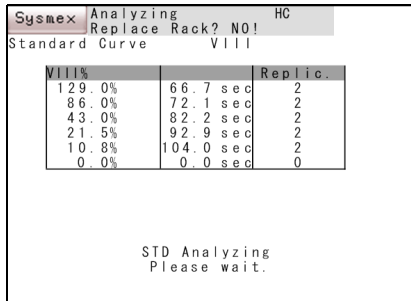 Sysmex Analyzing HC
Replace Rack? NO!
Standard Curve VIII
VIII% Replic.
129.0% 66.7 sec 2
86.0% 72.1 sec 2
43.0% 82.2 sec 2
21.5% 92.9 sec 2
10.8% 104.0 sec 2
0.0% 0.0 sec 0
STD Analyzing
Please wait.